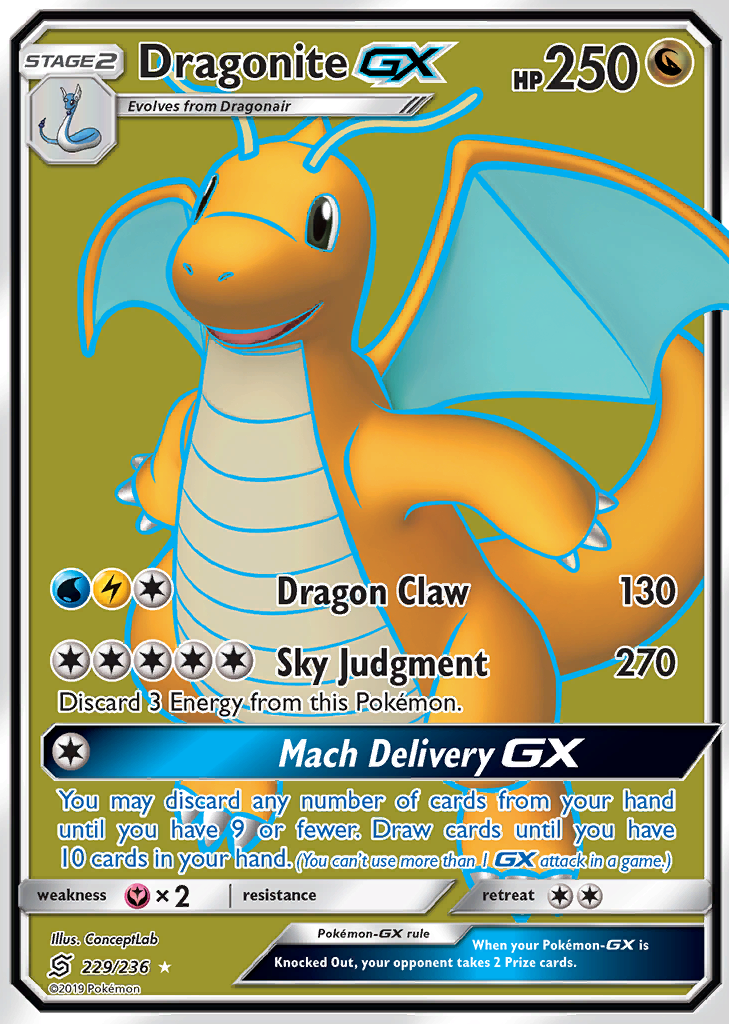 STAGE 2 Dragonite GX HP 250
Evolves from Dragonair
Dragon Claw 130
Sky Judgment 270
Discard 3 Energy from this Pokémon.
Mach Delivery GX
You may discard any number of cards from your hand
until you have 9 or fewer. Draw cards until you have
10 cards in your hand. (You can't use more than 1 GX attack in a game.)
weakness × 2 resistance retreat
Illus. ConceptLab
Pokémon-GX rule
229/236
When your Pokémon-GX is
Knocked Out, your opponent takes 2 Prize cards.
©2019 Pokémon